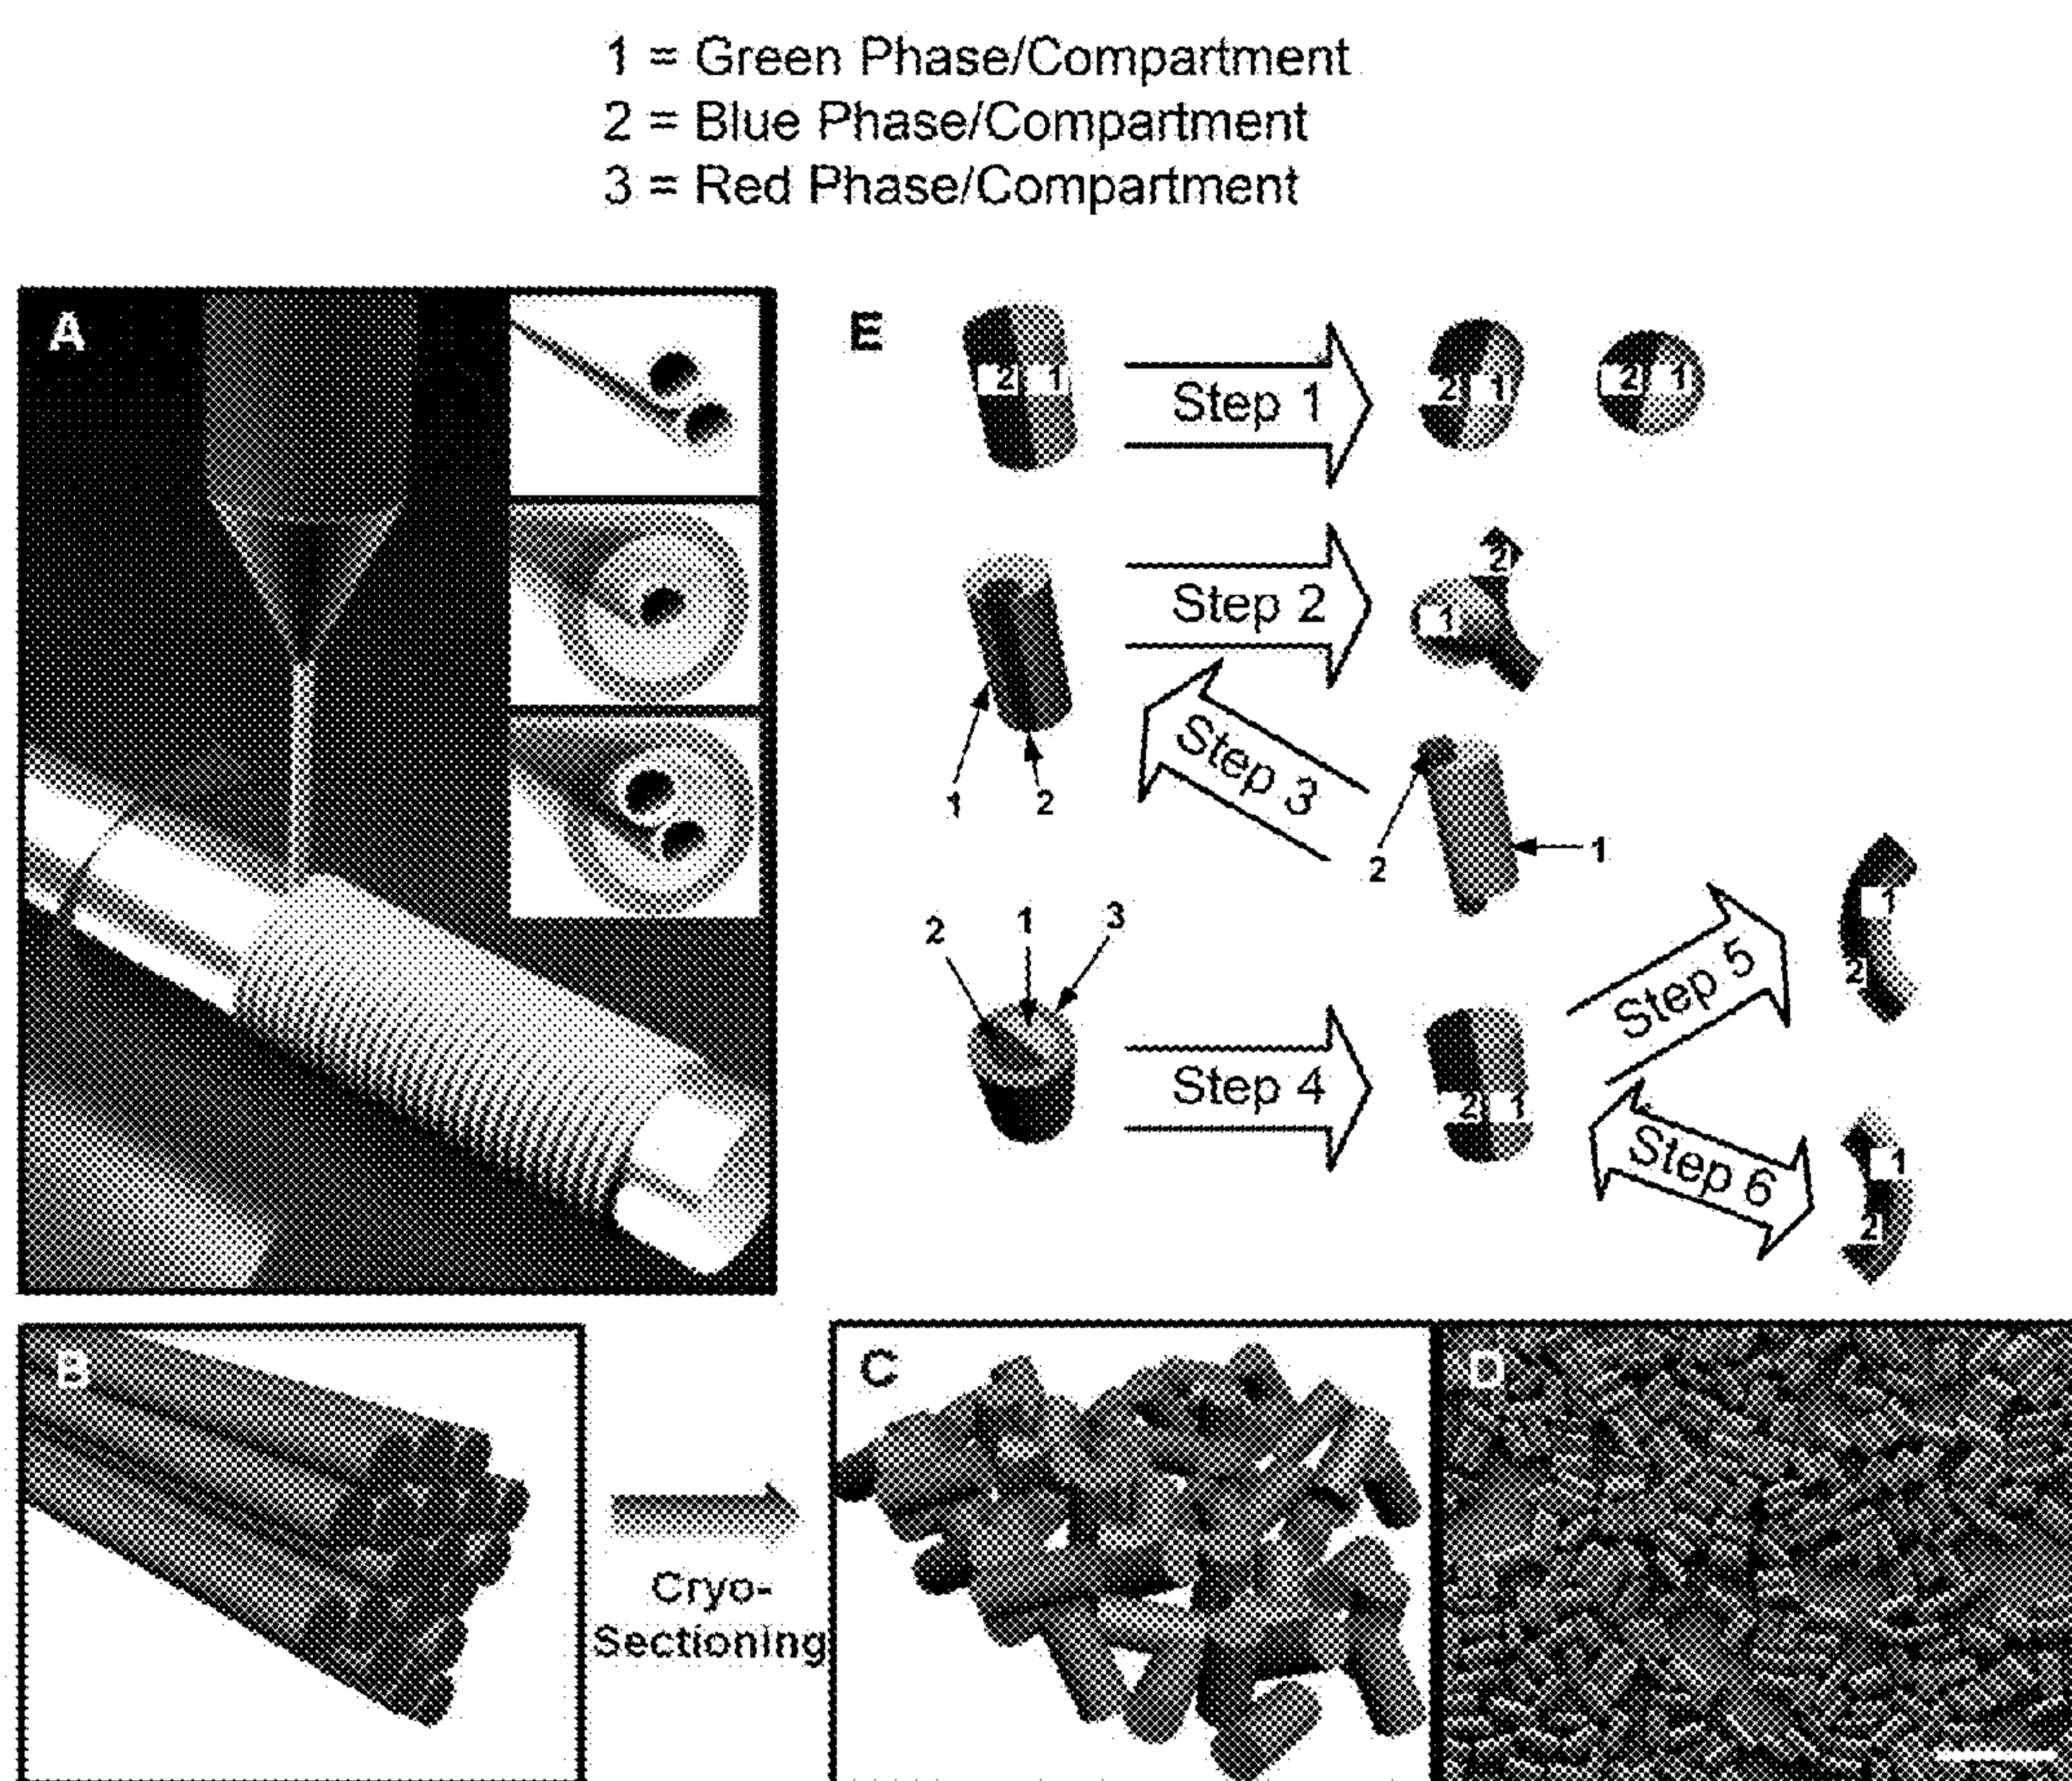 1 = Green Phase/Compartment
2 = Blue Phase/Compartment
3 = Red Phase/Compartment
A
E
2 1
Step 1
2 1
2 1
Step 2
2
1
1 2
Step 3
2
1
2 1 3
Step 4
2 1
Step 5
1
2
Step 6
1
2
B
Cryo-
Sectioning
C
D